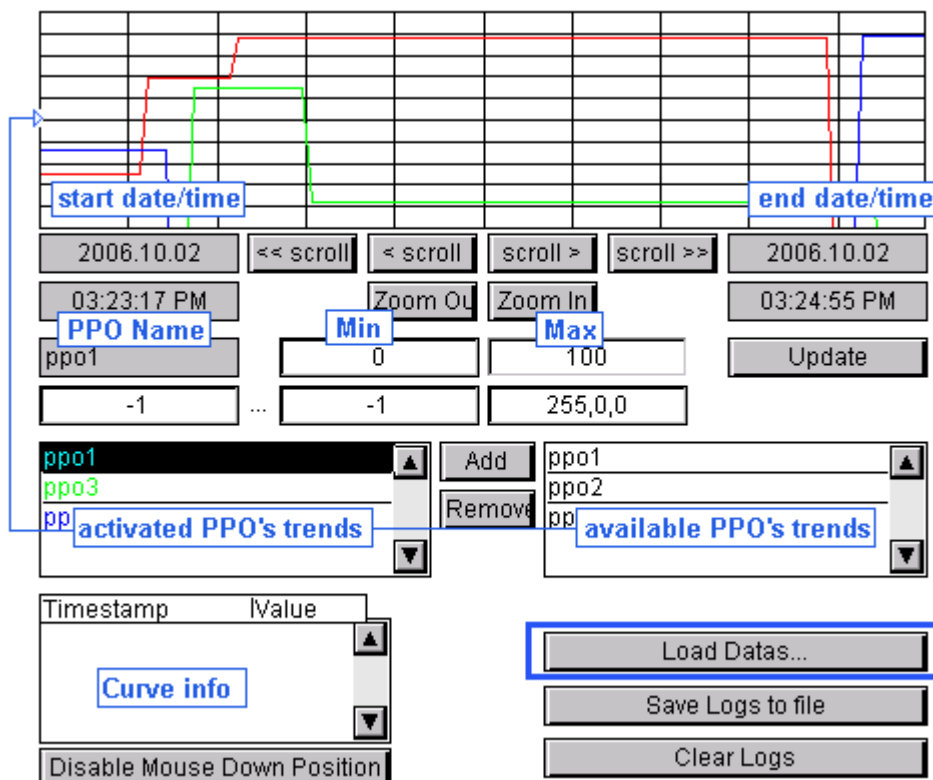 start date/time end date/time
2006.10.02 << scroll < scroll scroll > scroll >> 2006.10.02
03:23:17 PM Zoom Ou Zoom In 03:24:55 PM
PPO Name Min Max
ppo1 0 100 Update
-1 ... -1 255,0,0
ppo1 Add ppo1
ppo3 ppo2
Remove
pp activated PPO's trends pp available PPO's trends
Timestamp Value
Load Datas...
Curve info
Save Logs to file
Clear Logs
Disable Mouse Down Position